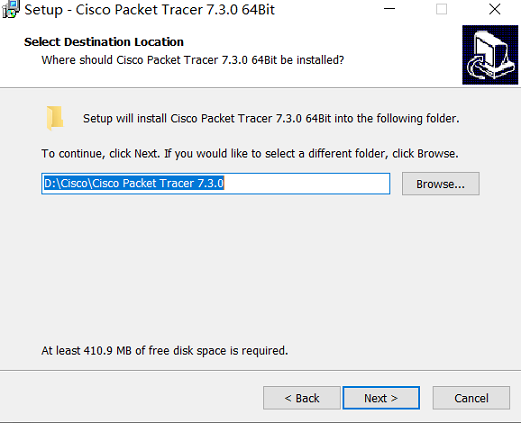 Setup - Cisco Packet Tracer 7.3.0 64Bit
Select Destination Location
Where should Cisco Packet Tracer 7.3.0 64Bit be installed?
Setup will install Cisco Packet Tracer 7.3.0 64Bit into the following folder.
To continue, click Next. If you would like to select a different folder, click Browse.
D:\Cisco\Cisco Packet Tracer 7.3.0
Browse...
At least 410.9 MB of free disk space is required.
< Back
Next >
Cancel